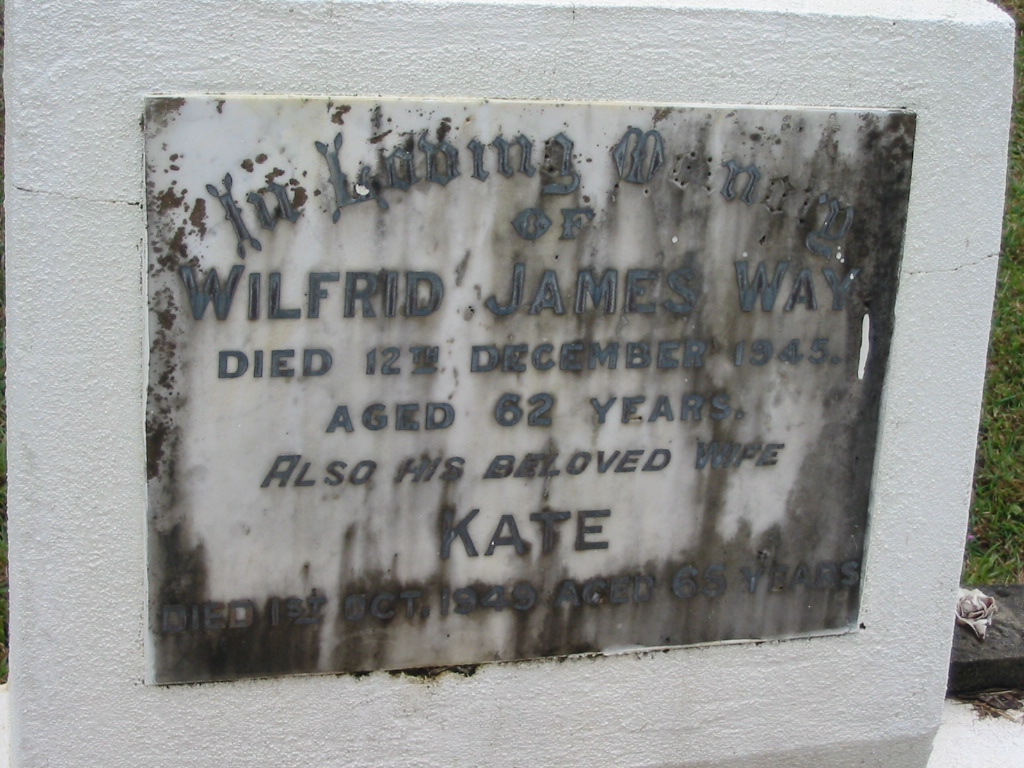 In Loving Memory
OF
WILFRID JAMES WAY
DIED 12TH DECEMBER 1945.
AGED 62 YEARS.
ALSO HIS BELOVED WIFE
KATE
DIED 1ST OCT. 1949 AGED 65 YEARS